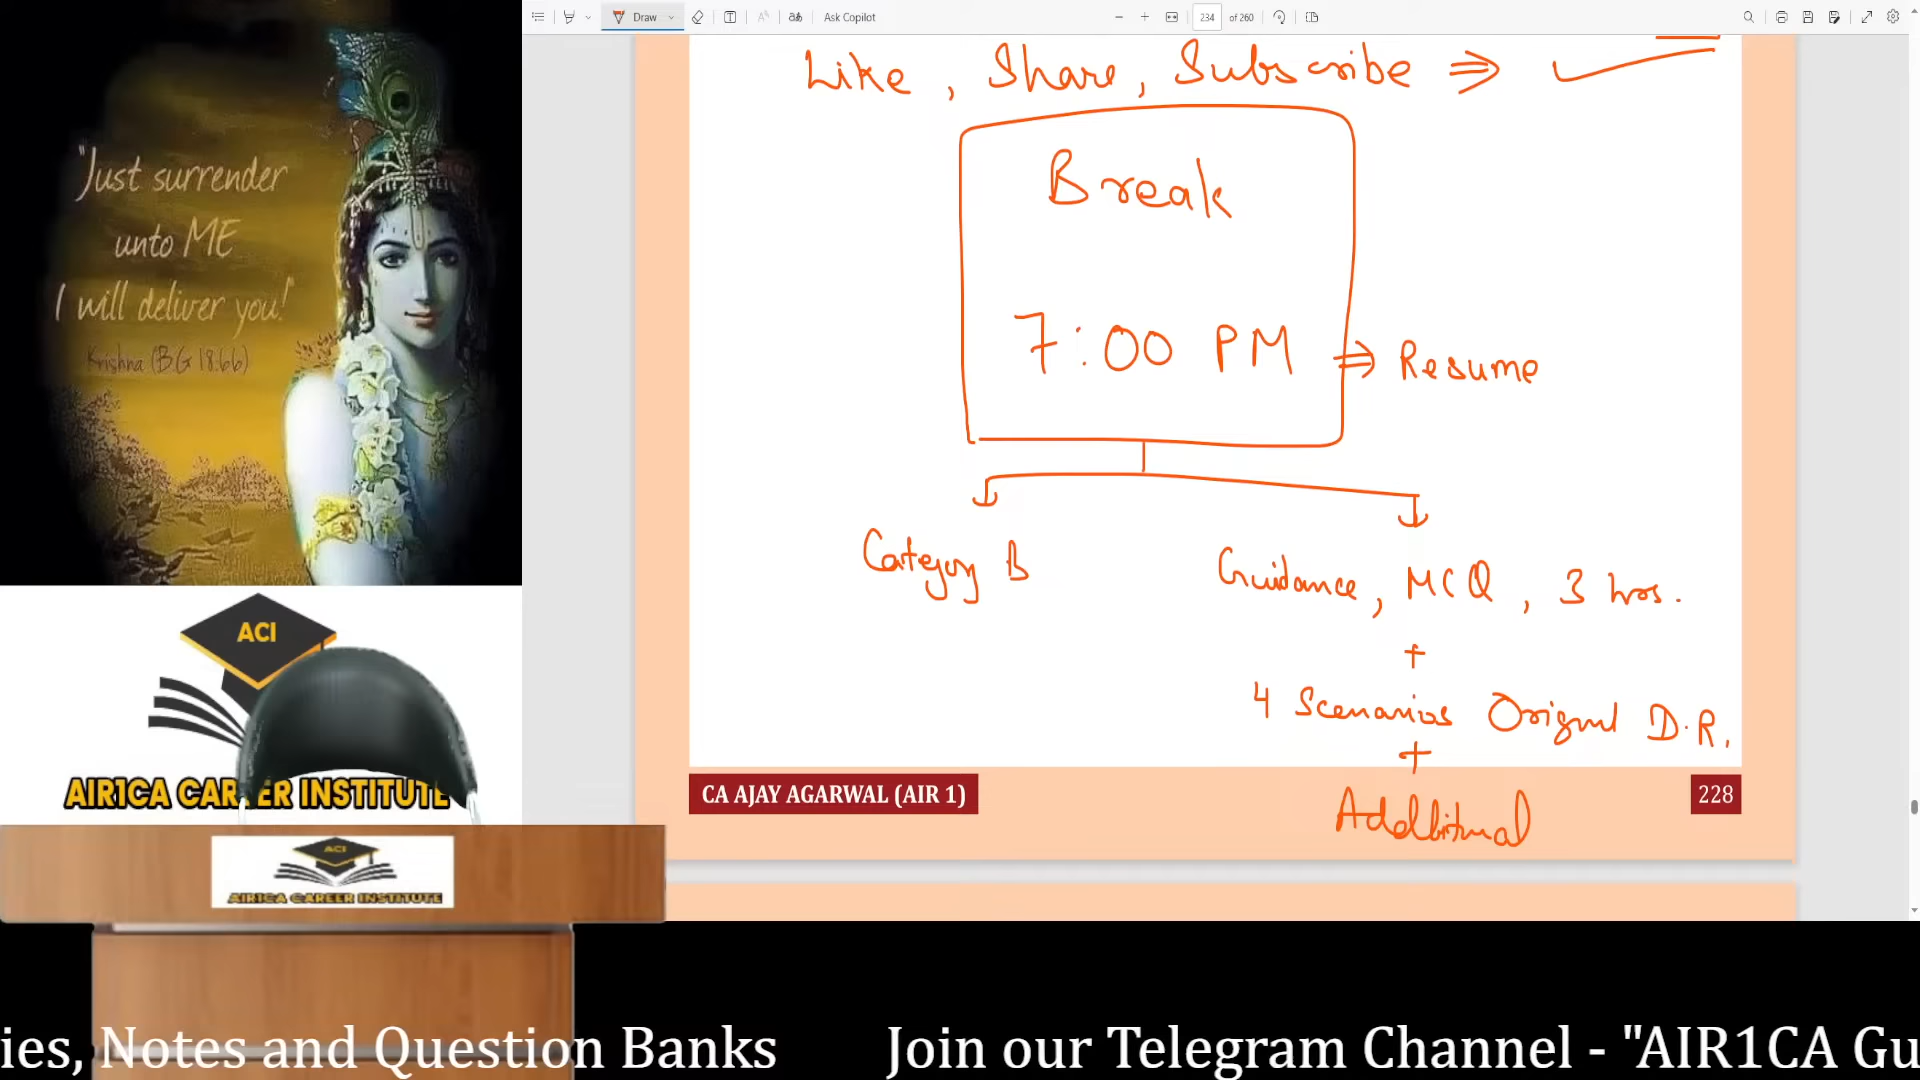 "Just surrender
unto ME
I will deliver you!"
Krishna (BG 18.66)
ACI
AIR1CA CAREER INSTITUTE
ACI
AIR1CA CAREER INSTITUTE
Draw
Ask Copilot
234 of 260
Like, Share, Subscribe ⇒
Break
7:00 PM ⇒ Resume
Category B
Guidance, MCQ, 3 hrs.
+
4 Scenarios D.R.
+
CA AJAY AGARWAL (AIR 1)
228
ies, Notes and Question Banks Join our Telegram Channel - "AIR1CA Gu